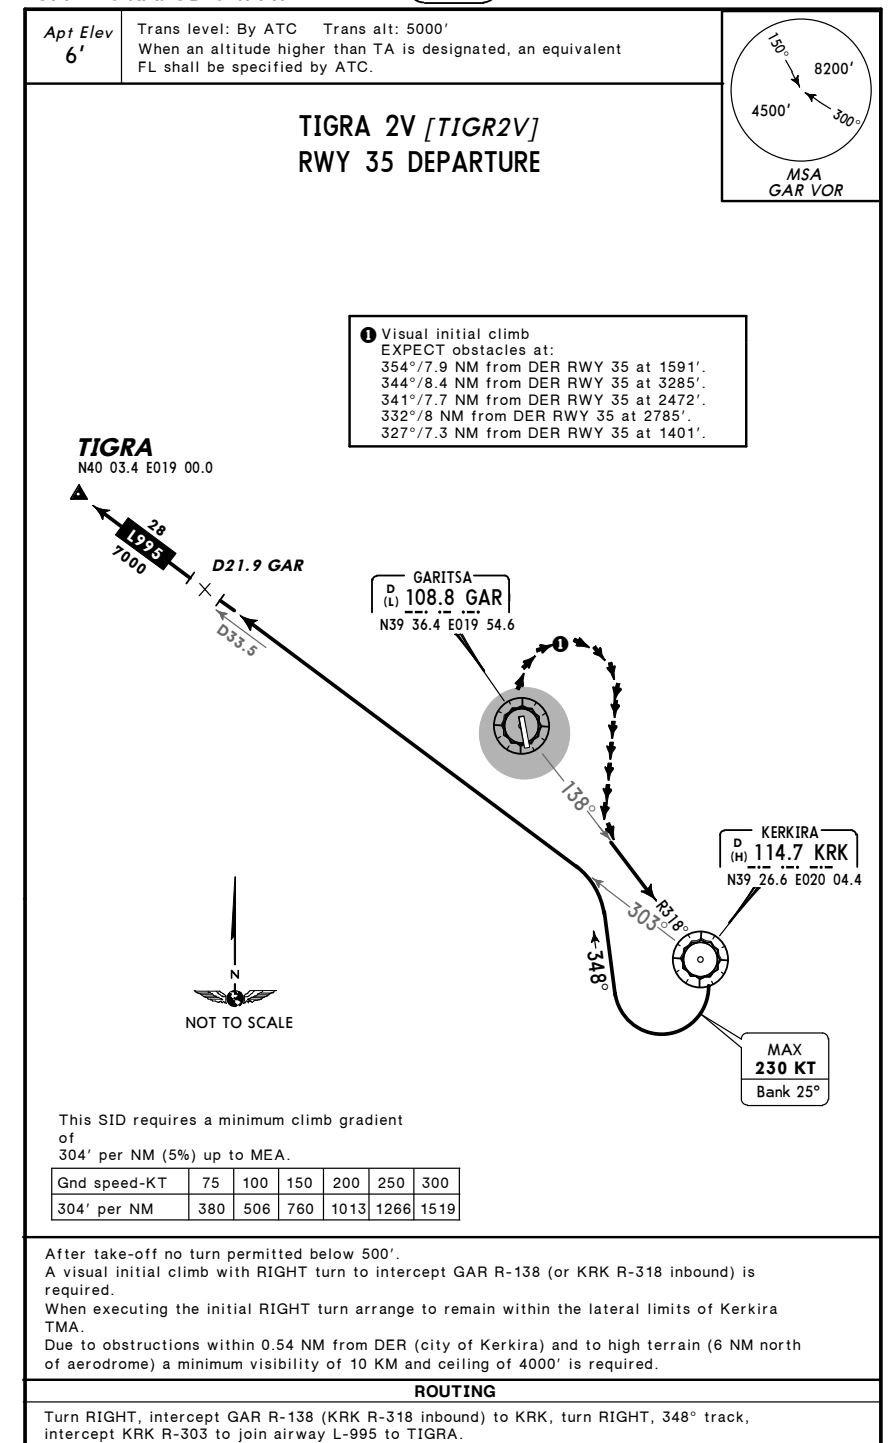 Apt Elev
6'
Trans level: By ATC Trans alt: 5000'
When an altitude higher than TA is designated, an equivalent
FL shall be specified by ATC.
150°
8200'
4500'
300°
MSA
GAR VOR
TIGRA 2V [TIGR2V]
RWY 35 DEPARTURE
1 Visual initial climb
EXPECT obstacles at:
354°/7.9 NM from DER RWY 35 at 1591'.
344°/8.4 NM from DER RWY 35 at 3285'.
341°/7.7 NM from DER RWY 35 at 2472'.
332°/8 NM from DER RWY 35 at 2785'.
327°/7.3 NM from DER RWY 35 at 1401'.
TIGRA
N40 03.4 E019 00.0
28
L995
7000
D21.9 GAR
D33.5
GARITSA
D
(L) 108.8 GAR
N39 36.4 E019 54.6
1
138°
KERKIRA
D
(H) 114.7 KRK
N39 26.6 E020 04.4
R318°
303°
348°
N
NOT TO SCALE
MAX
230 KT
Bank 25°
This SID requires a minimum climb gradient
of
304' per NM (5%) up to MEA.
Gnd speed-KT 75 100 150 200 250 300
304' per NM 380 506 760 1013 1266 1519
After take-off no turn permitted below 500'.
A visual initial climb with RIGHT turn to intercept GAR R-138 (or KRK R-318 inbound) is
required.
When executing the initial RIGHT turn arrange to remain within the lateral limits of Kerkira
TMA.
Due to obstructions within 0.54 NM from DER (city of Kerkira) and to high terrain (6 NM north
of aerodrome) a minimum visibility of 10 KM and ceiling of 4000' is required.
ROUTING
Turn RIGHT, intercept GAR R-138 (KRK R-318 inbound) to KRK, turn RIGHT, 348° track,
intercept KRK R-303 to join airway L-995 to TIGRA.